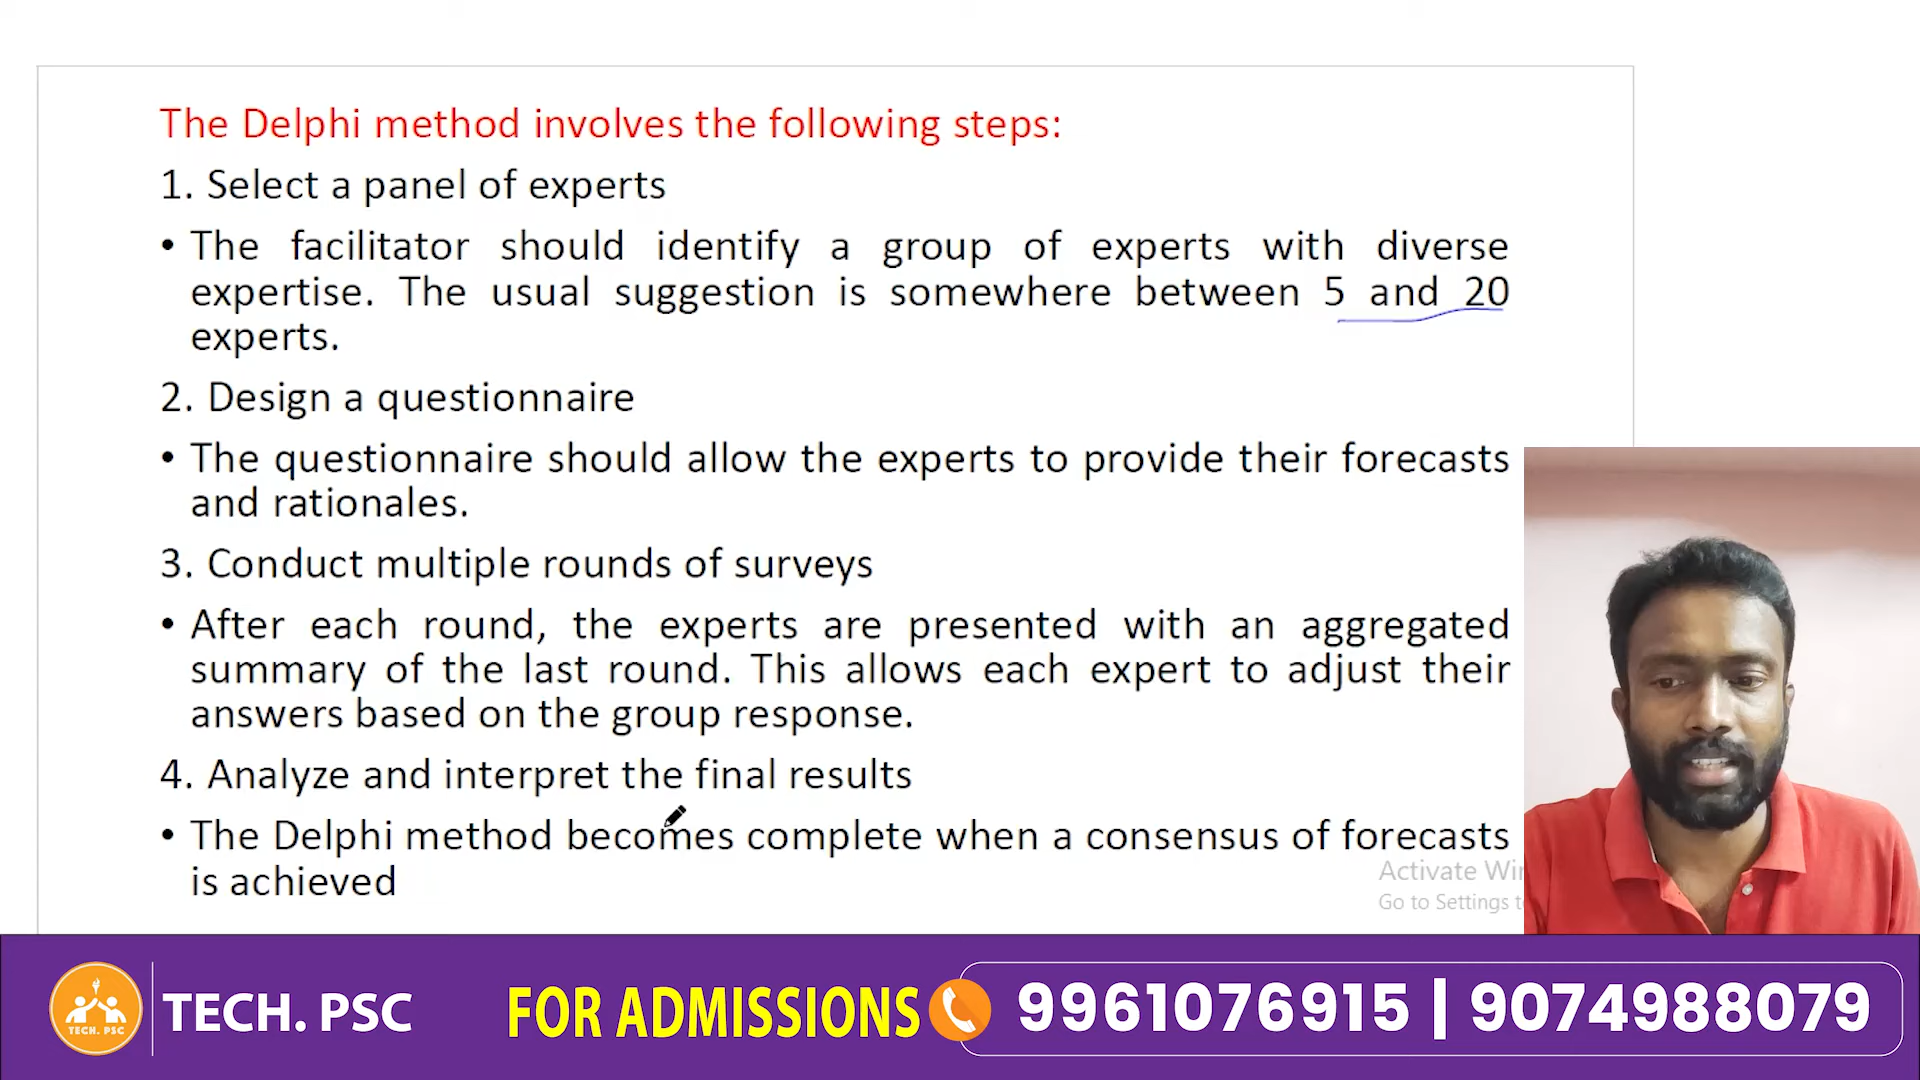 The Delphi method involves the following steps:
1. Select a panel of experts
• The facilitator should identify a group of experts with diverse
expertise. The usual suggestion is somewhere between 5 and 20
experts.
2. Design a questionnaire
• The questionnaire should allow the experts to provide their forecasts
and rationales.
3. Conduct multiple rounds of surveys
• After each round, the experts are presented with an aggregated
summary of the last round. This allows each expert to adjust their
answers based on the group response.
4. Analyze and interpret the final results
• The Delphi method becomes complete when a consensus of forecasts
is achieved
Activate Wi
Go to Settings t
TECH. PSC
TECH. PSC
FOR ADMISSIONS
9961076915 | 9074988079